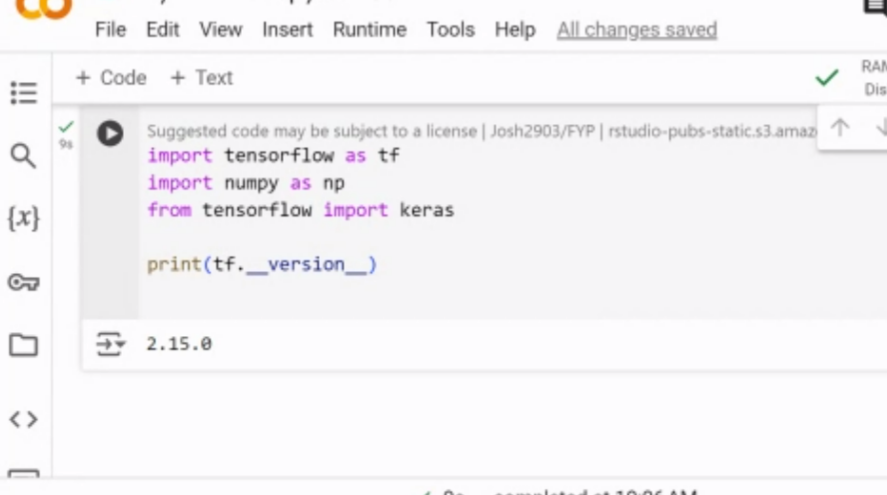 File Edit View Insert Runtime Tools Help All changes saved
+ Code + Text
RAM
Dis
9s
Suggested code may be subject to a license | Josh2903/FYP | rstudio-pubs-static.s3.amaz
import tensorflow as tf
import numpy as np
from tensorflow import keras
print(tf.__version__)
{x}
2.15.0
<>
completed at 10:06 AM